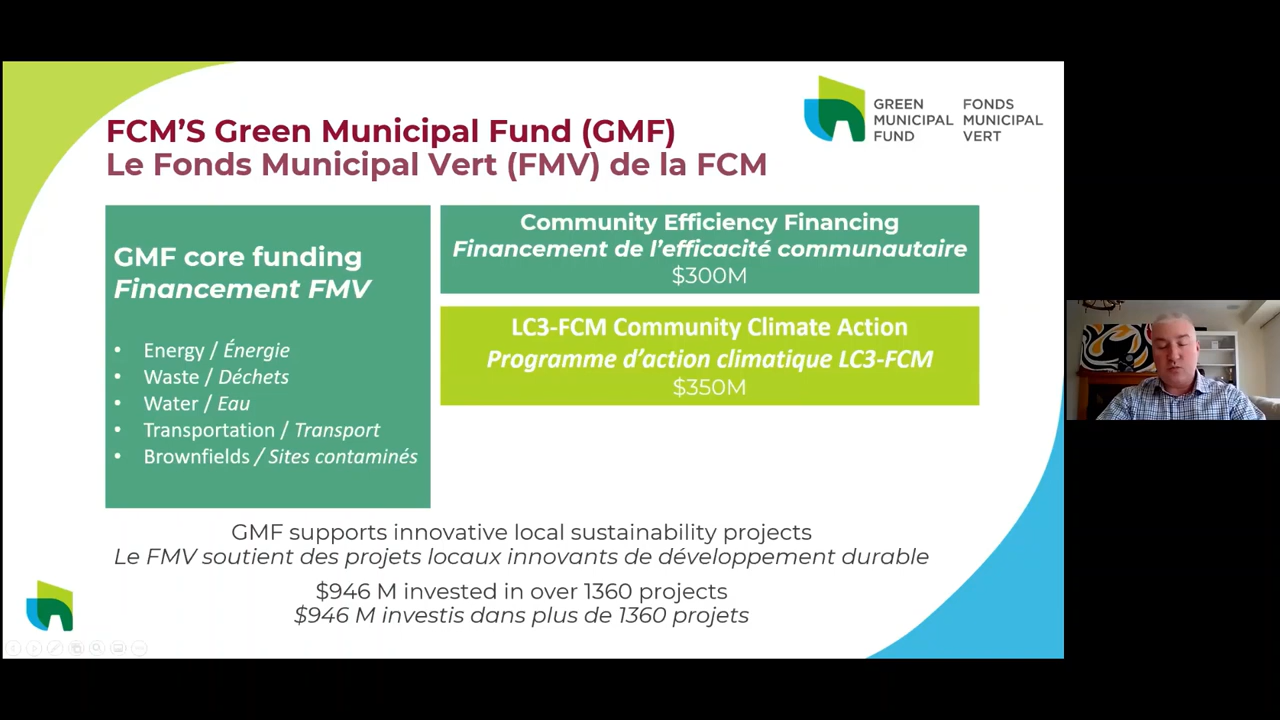 FCM'S Green Municipal Fund (GMF)
Le Fonds Municipal Vert (FMV) de la FCM
GREEN MUNICIPAL FUND
FONDS MUNICIPAL VERT
GMF core funding
Financement FMV
• Energy / Énergie
• Waste / Déchets
• Water / Eau
• Transportation / Transport
• Brownfields / Sites contaminés
Community Efficiency Financing
Financement de l'efficacité communautaire
$300M
LC3-FCM Community Climate Action
Programme d'action climatique LC3-FCM
$350M
GMF supports innovative local sustainability projects
Le FMV soutient des projets locaux innovants de développement durable
$946 M invested in over 1360 projects
$946 M investis dans plus de 1360 projets